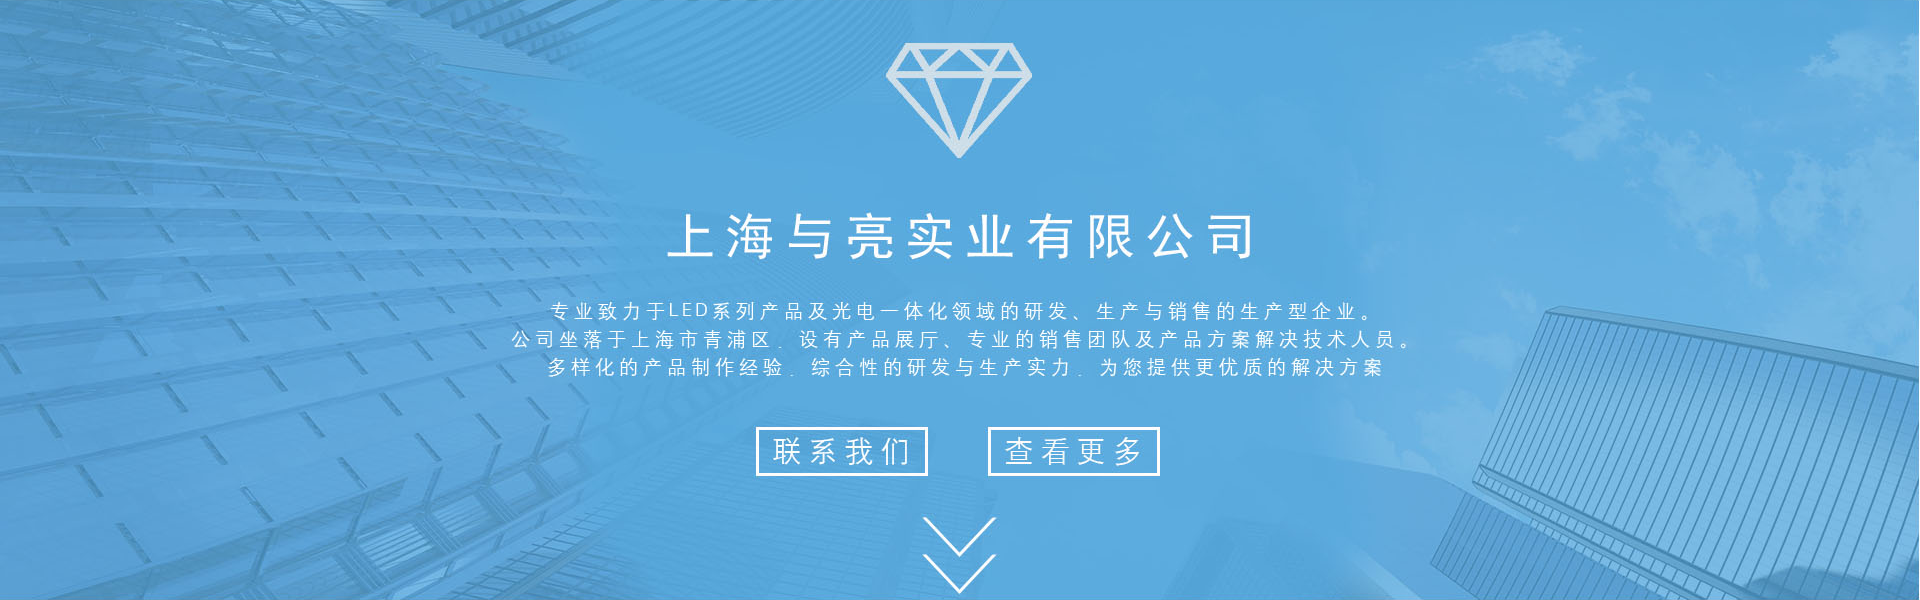 上海与亮实业有限公司
专业致力于LED系列产品及光电一体化领域的研发、生产与销售的生产型企业。
公司坐落于上海市青浦区．设有产品展厅、专业的销售团队及产品方案解决技术人员。
多样化的产品制作经验．综合性的研发与生产实力．为您提供更优质的解决方案
联系我们
查看更多